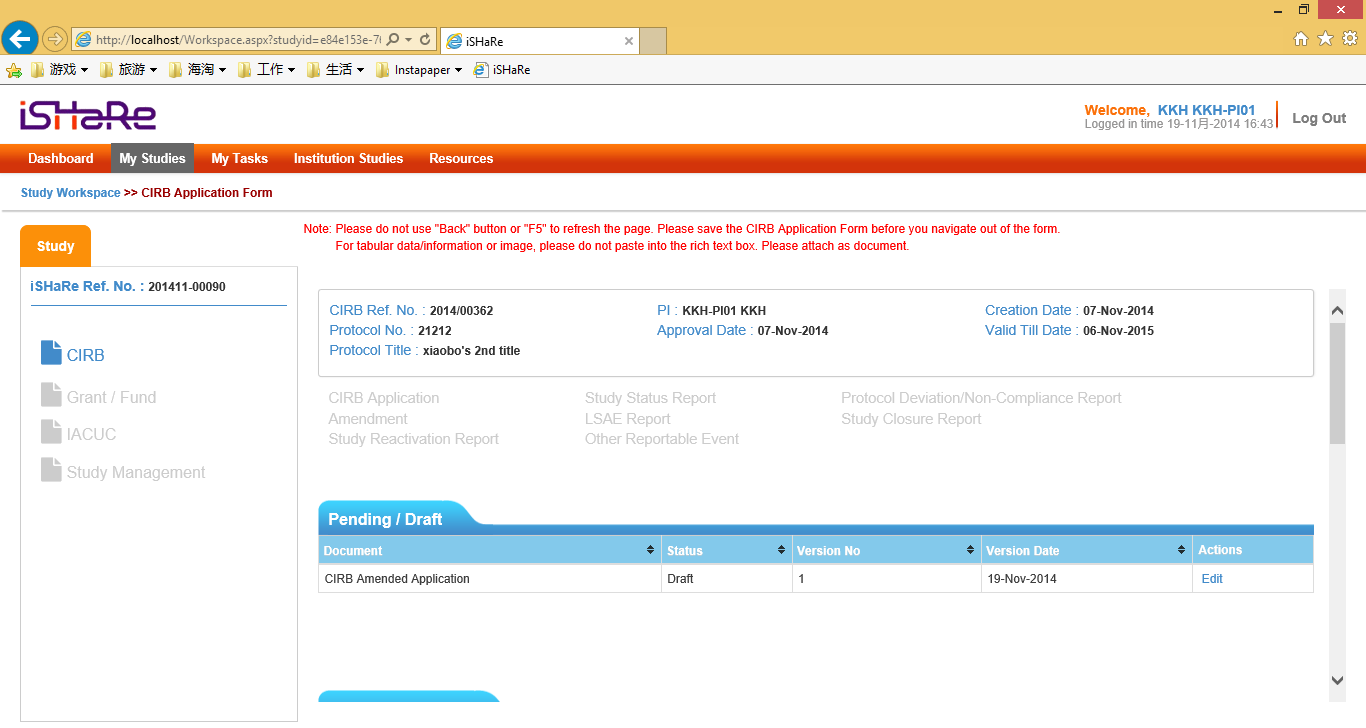 http://localhost/Workspace.aspx?studyid=e84e153e-7
iSHaRe
游戏 旅游 海淘 工作 生活 Instapaper iSHaRe
iSHaRe
Welcome, KKH KKH-PI01
Logged in time 19-11月-2014 16:43
Log Out
Dashboard My Studies My Tasks Institution Studies Resources
Study Workspace >> CIRB Application Form
Note: Please do not use "Back" button or "F5" to refresh the page. Please save the CIRB Application Form before you navigate out of the form.
For tabular data/information or image, please do not paste into the rich text box. Please attach as document.
Study
iSHaRe Ref. No. : 201411-00090
CIRB
Grant / Fund
IACUC
Study Management
CIRB Ref. No. : 2014/00362 PI : KKH-PI01 KKH Creation Date : 07-Nov-2014
Protocol No. : 21212 Approval Date : 07-Nov-2014 Valid Till Date : 06-Nov-2015
Protocol Title : xiaobo's 2nd title
CIRB Application Study Status Report Protocol Deviation/Non-Compliance Report
Amendment LSAE Report Study Closure Report
Study Reactivation Report Other Reportable Event
Pending / Draft
Document Status Version No Version Date Actions
CIRB Amended Application Draft 1 19-Nov-2014 Edit